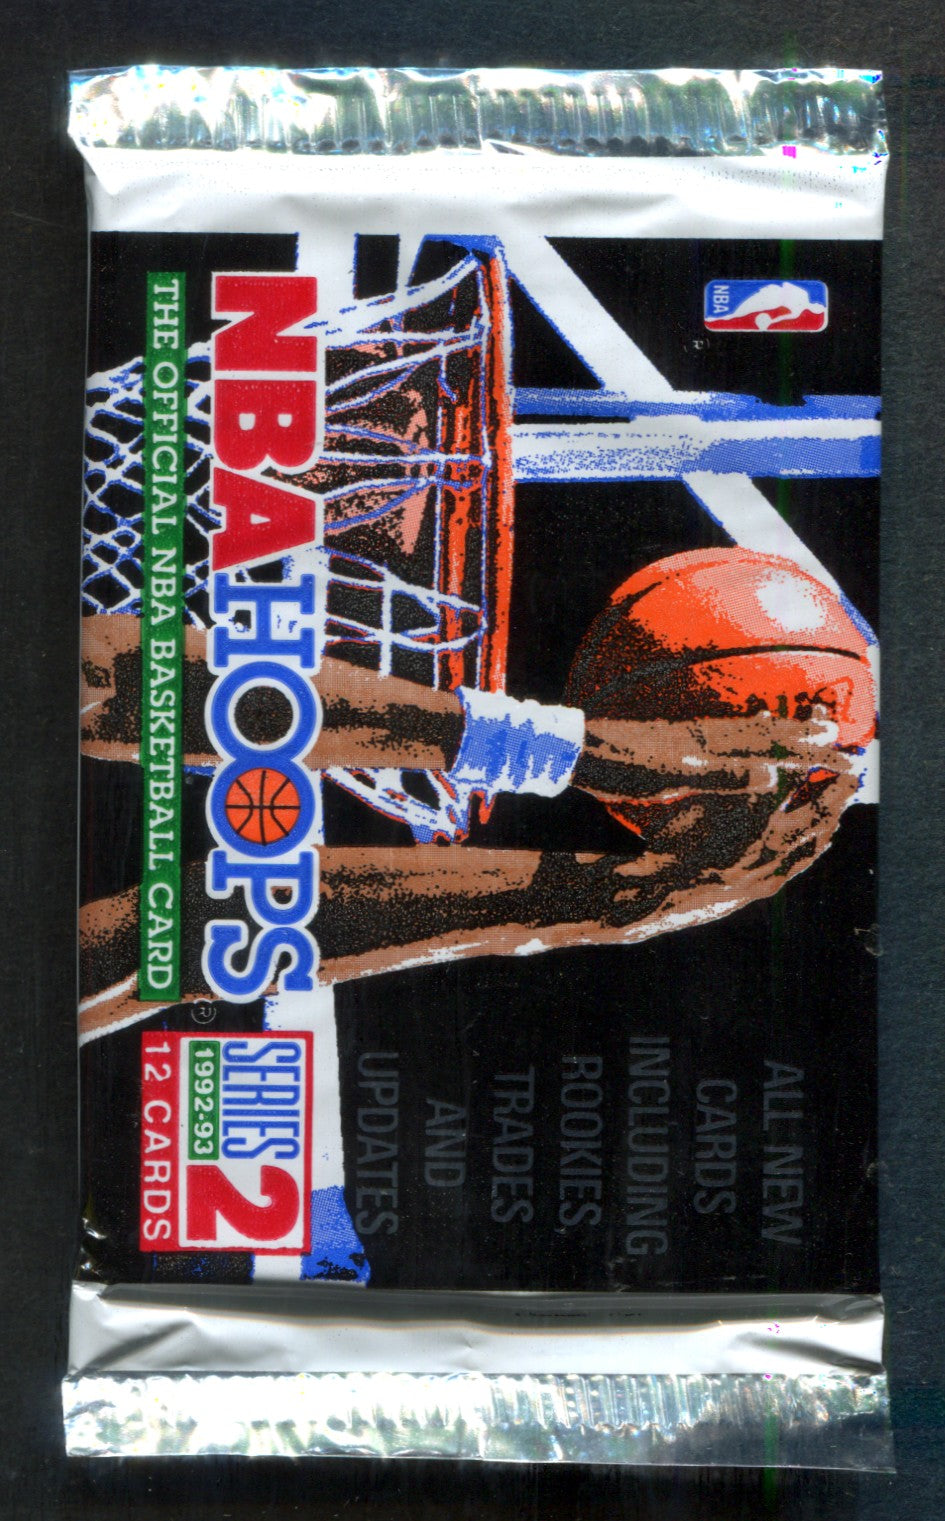 NBA
®
ALL NEW
CARDS
INCLUDING
ROOKIES
TRADES
AND
UPDATES
NBA HOOPS®
THE OFFICIAL NBA BASKETBALL CARD
SERIES 2
1992-93
12 CARDS